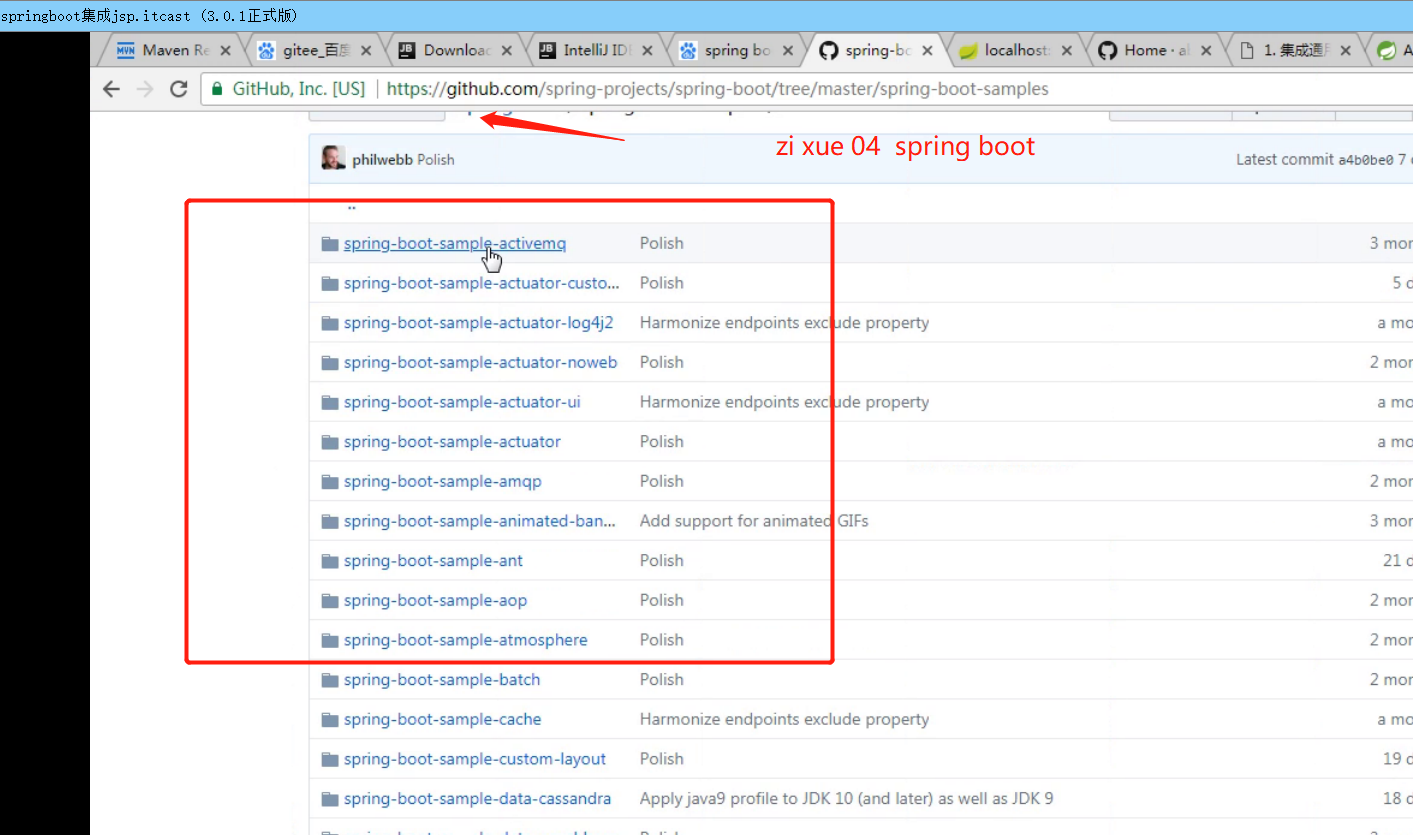 springboot集成jsp.itcast (3.0.1正式版)
Maven Re
gitee_百度
Downloac
IntelliJ ID
spring bo
spring-bo
localhost:
Home · al
1. 集成通
A
GitHub, Inc. [US] https://github.com/spring-projects/spring-boot/tree/master/spring-boot-samples
zi xue 04 spring boot
philwebb Polish Latest commit a4b0be0 7
..
spring-boot-sample-activemq Polish 3 mor
spring-boot-sample-actuator-custo... Polish 5 d
spring-boot-sample-actuator-log4j2 Harmonize endpoints exclude property a mo
spring-boot-sample-actuator-noweb Polish 2 mor
spring-boot-sample-actuator-ui Harmonize endpoints exclude property a mo
spring-boot-sample-actuator Polish a mo
spring-boot-sample-amqp Polish 2 mor
spring-boot-sample-animated-ban... Add support for animated GIFs 3 mor
spring-boot-sample-ant Polish 21 d
spring-boot-sample-aop Polish 2 mor
spring-boot-sample-atmosphere Polish 2 mor
spring-boot-sample-batch Polish 2 mor
spring-boot-sample-cache Harmonize endpoints exclude property a mo
spring-boot-sample-custom-layout Polish 19 d
spring-boot-sample-data-cassandra Apply java9 profile to JDK 10 (and later) as well as JDK 9 18 d